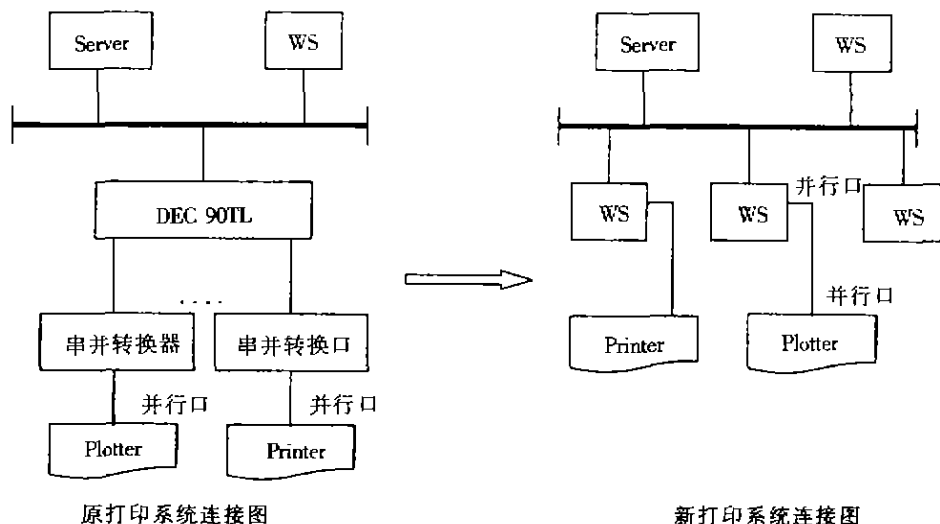 Server
WS
DEC 90TL
....
串并转换器
串并转换口
并行口
并行口
Plotter
Printer
原打印系统连接图
Server
WS
WS
WS
并行口
WS
并行口
Printer
Plotter
新打印系统连接图